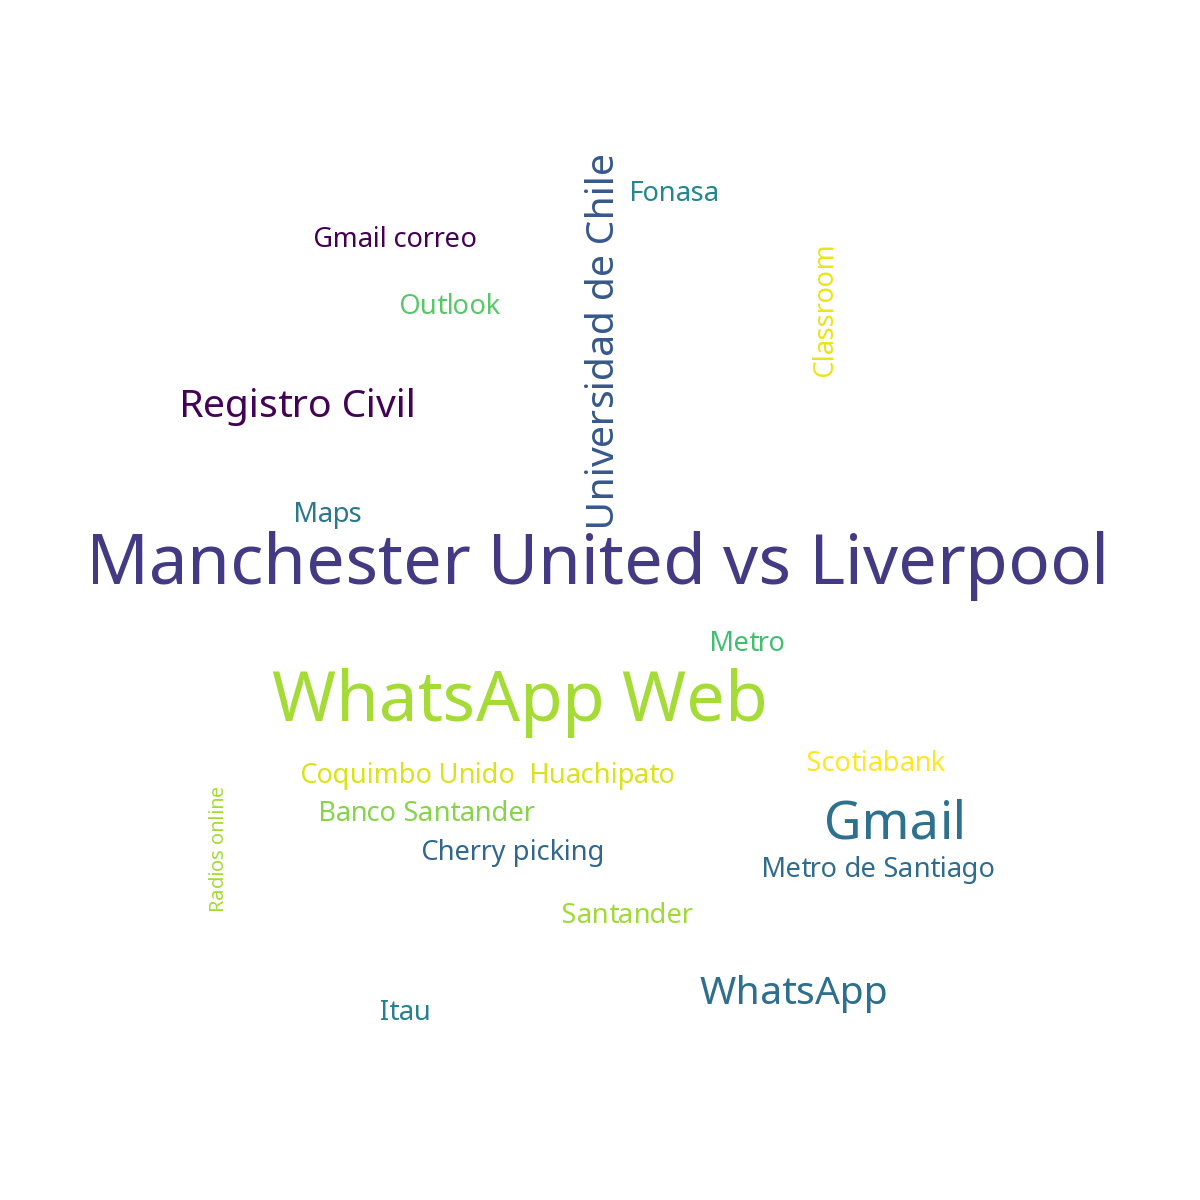 Universidad de Chile
Fonasa
Gmail correo
Classroom
Outlook
Registro Civil
Maps
Manchester United vs Liverpool
Metro
WhatsApp Web
Scotiabank
Coquimbo Unido
Huachipato
Radios online
Banco Santander
Gmail
Cherry picking
Metro de Santiago
Santander
WhatsApp
Itau